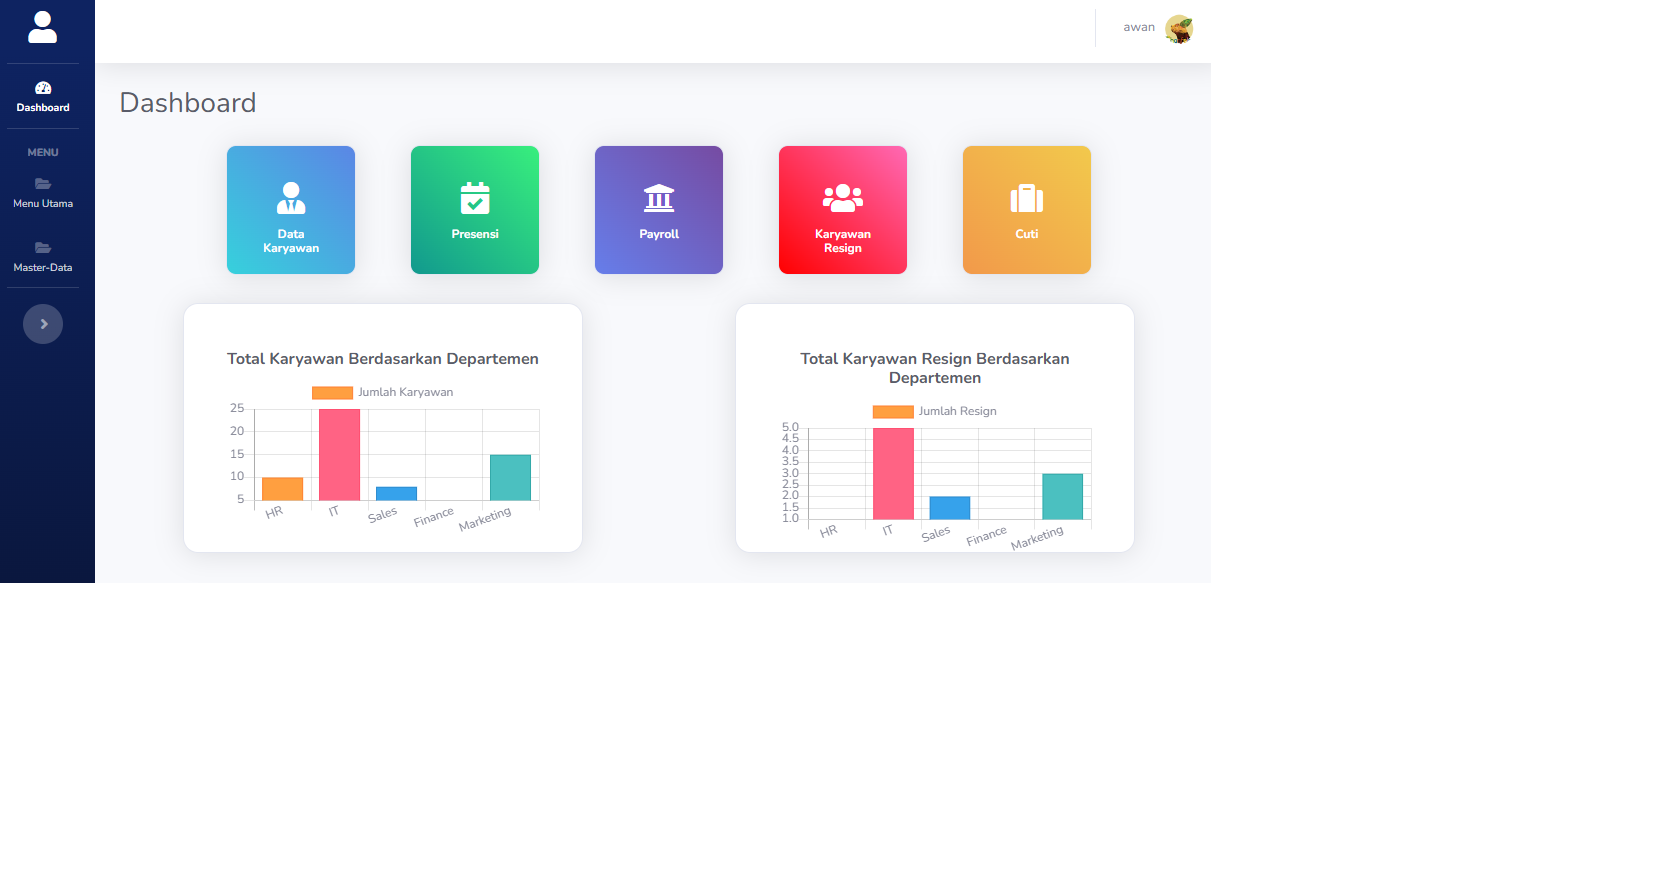 awan
Dashboard
MENU
Menu Utama
Master-Data
Dashboard
Data
Karyawan
Presensi
Payroll
Karyawan
Resign
Cuti
Total Karyawan Berdasarkan Departemen
Jumlah Karyawan
25
20
15
10
5
HR
IT
Sales
Finance
Marketing
Total Karyawan Resign Berdasarkan
Departemen
Jumlah Resign
5.0
4.5
4.0
3.5
3.0
2.5
2.0
1.5
1.0
HR
IT
Sales
Finance
Marketing